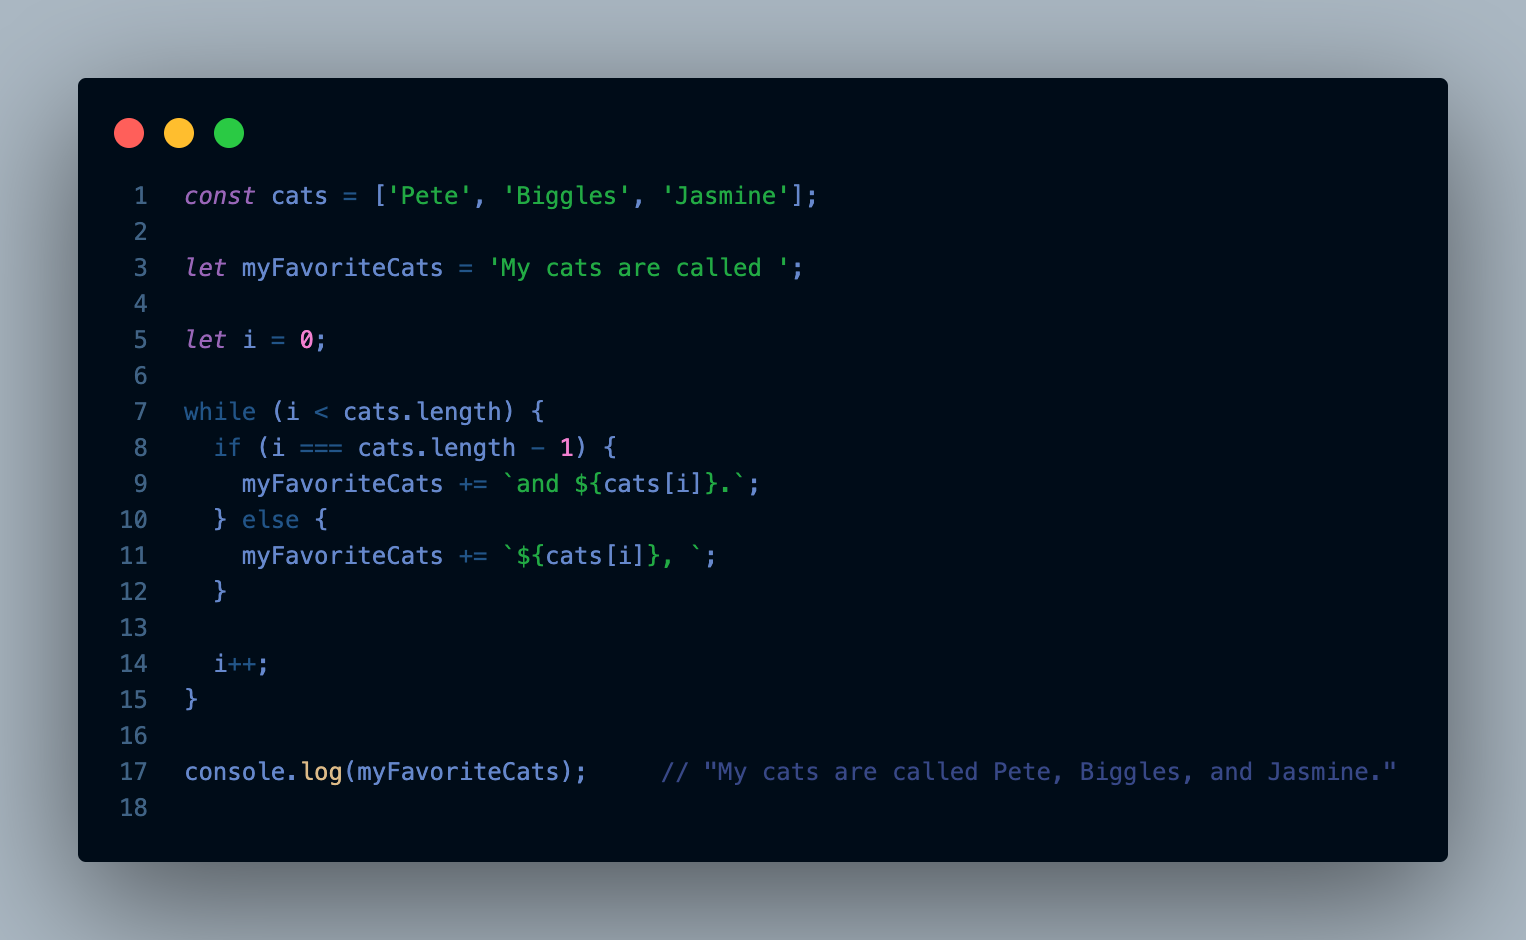 1 const cats = ['Pete', 'Biggles', 'Jasmine'];
2
3 let myFavoriteCats = 'My cats are called ';
4
5 let i = 0;
6
7 while (i < cats.length) {
8   if (i === cats.length - 1) {
9     myFavoriteCats += `and ${cats[i]}.`;
10   } else {
11     myFavoriteCats += `${cats[i]}, `;
12   }
13
14   i++;
15 }
16
17 console.log(myFavoriteCats);     // "My cats are called Pete, Biggles, and Jasmine."
18